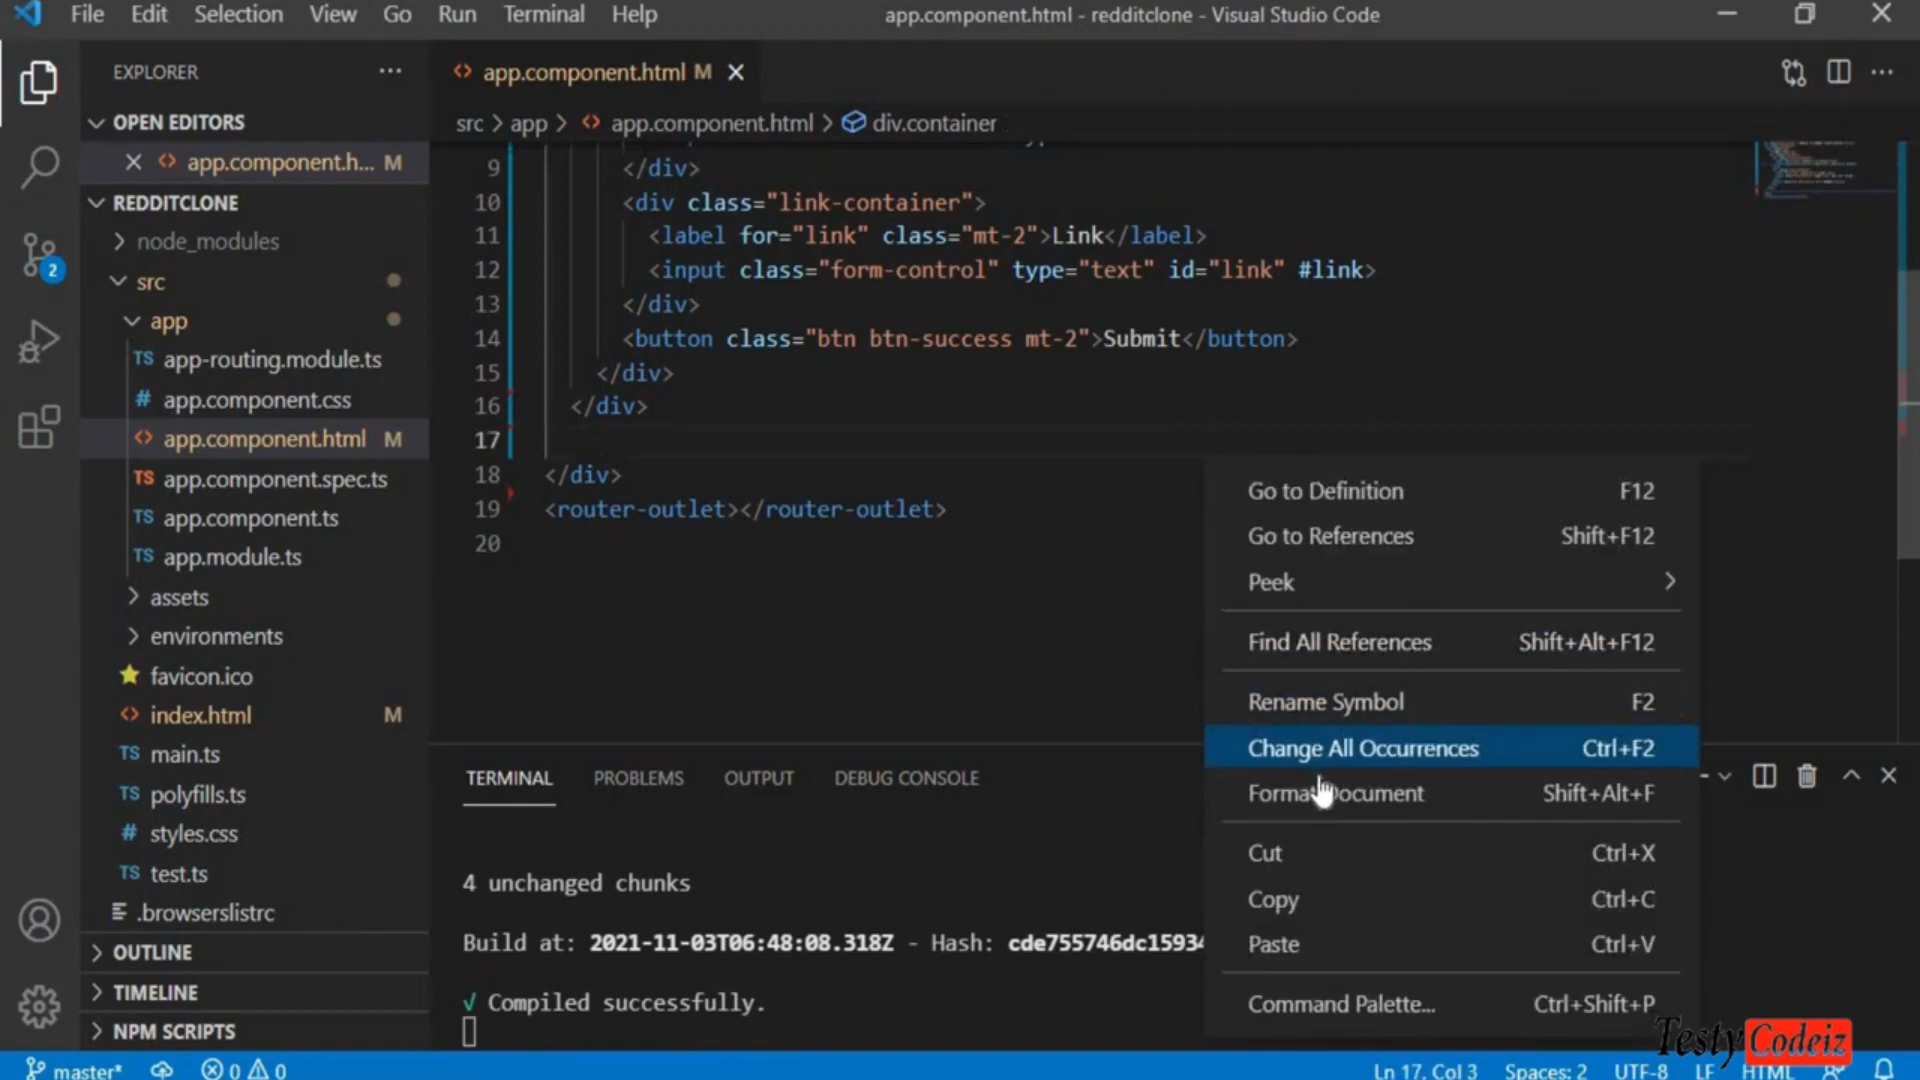 File Edit Selection View Go Run Terminal Help
app.component.html - redditclone - Visual Studio Code
EXPLORER
OPEN EDITORS
app.component.h... M
REDDITCLONE
node_modules
src
app
app-routing.module.ts
app.component.css
app.component.html M
app.component.spec.ts
app.component.ts
app.module.ts
assets
environments
favicon.ico
index.html M
main.ts
polyfills.ts
styles.css
test.ts
.browserslistrc
OUTLINE
TIMELINE
NPM SCRIPTS
2
app.component.html M
src > app > app.component.html > div.container
9 </div>
10 <div class="link-container">
11 <label for="link" class="mt-2">Link</label>
12 <input class="form-control" type="text" id="link" #link>
13 </div>
14 <button class="btn btn-success mt-2">Submit</button>
15 </div>
16 </div>
17
18 </div>
19 <router-outlet></router-outlet>
20
Go to Definition F12
Go to References Shift+F12
Peek
Find All References Shift+Alt+F12
Rename Symbol F2
Change All Occurrences Ctrl+F2
Format Document Shift+Alt+F
Cut Ctrl+X
Copy Ctrl+C
Paste Ctrl+V
Command Palette... Ctrl+Shift+P
TERMINAL PROBLEMS OUTPUT DEBUG CONSOLE
4 unchanged chunks
Build at: 2021-11-03T06:48:08.318Z - Hash: cde755746dc15934
√ Compiled successfully.
Testy Codeiz
master* 0 0 Ln 17, Col 3 Spaces: 2 UTF-8 LF HTML